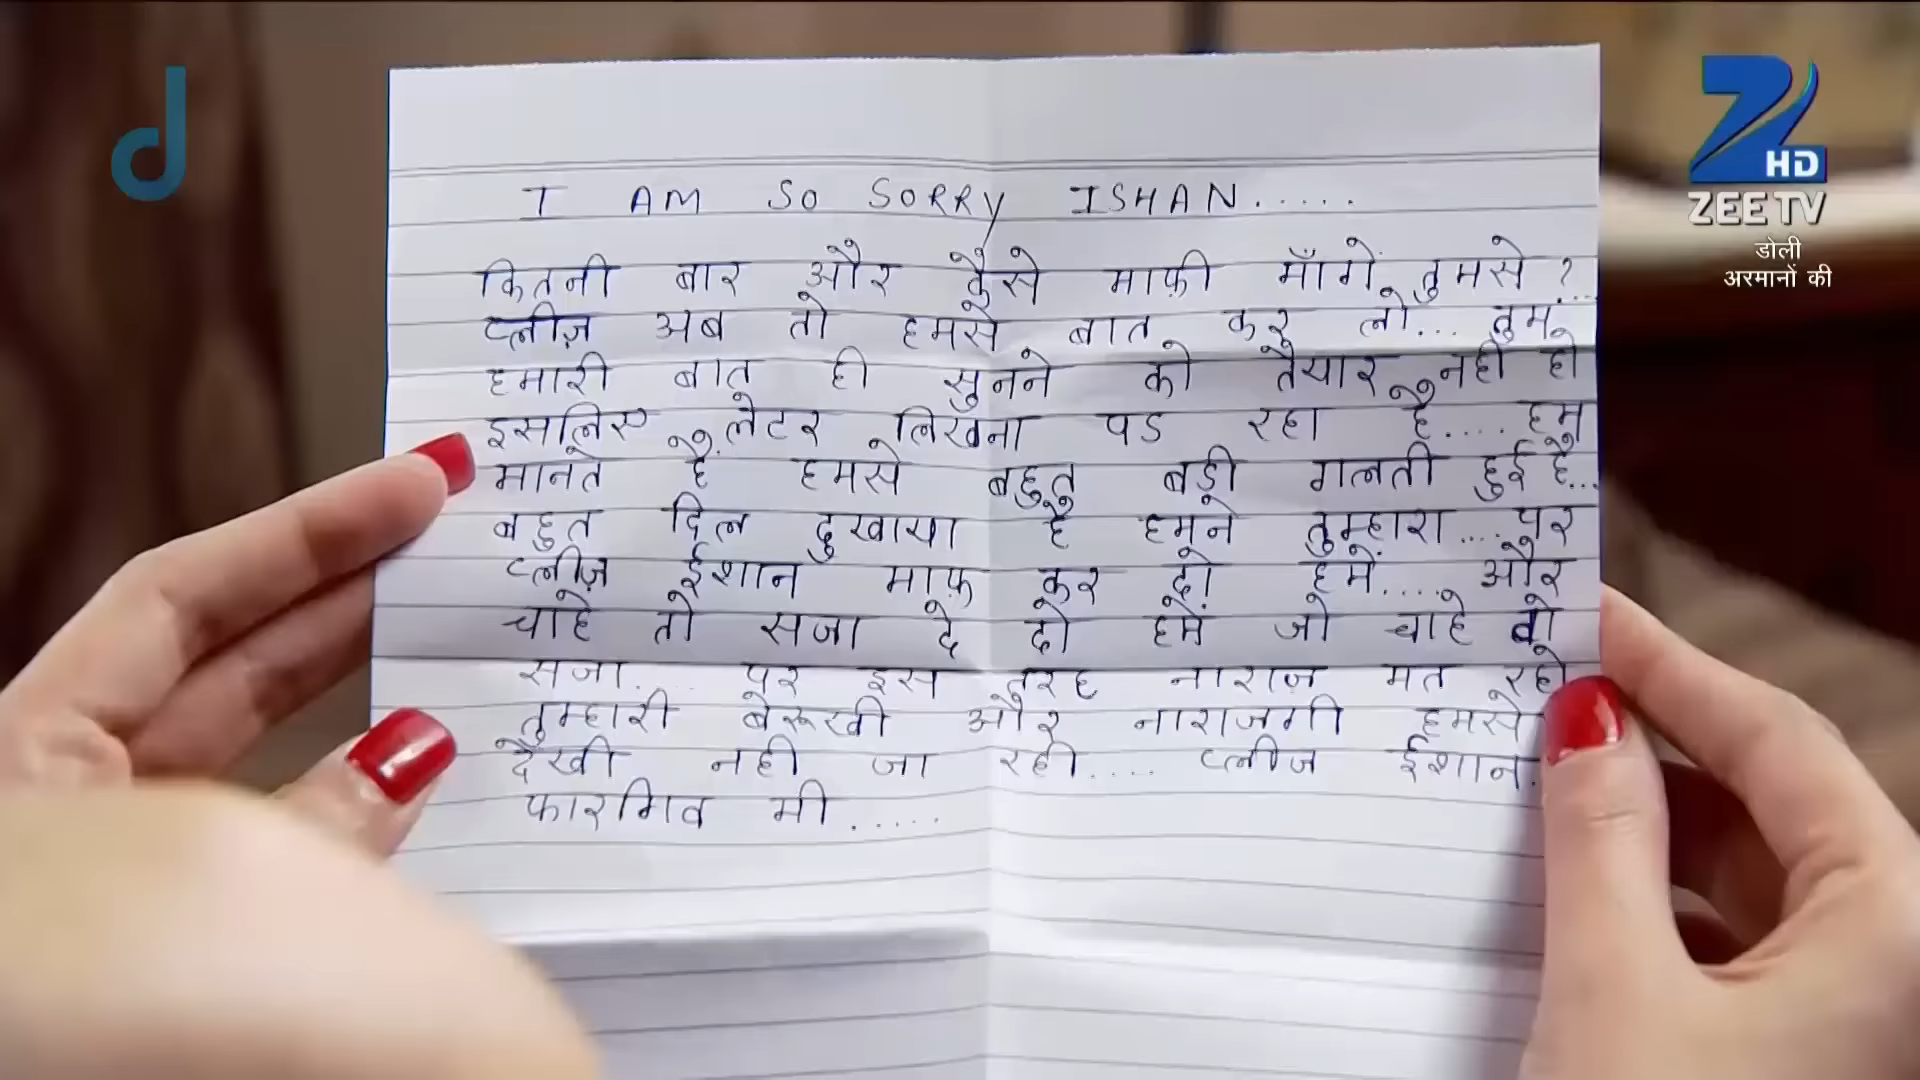 I AM SO SORRY ISHAN.....
कितनी बार और कैसे माफ़ी माँगें तुमसे ?
प्लीज़ अब तो हमसे बात कर लो... तुम..
हमारी बात ही सुनने को तैयार नही हो
इसलिए लेटर लिखना पड रहा है.... हम
मानते हैं हमसे बहुत बड़ी गलती हुई है...
बहुत दिल दुखाया है हमने तुम्हारा.... पर
प्लीज़ ईशान माफ़ कर दो हमें.... और
चाहे तो सजा दे दो हमें जो चाहे वो
सजा.... पर इस तरह नाराज़ मत रहो
तुम्हारी बेरूखी और नाराजगी हमसे
देखी नही जा रही.... प्लीज ईशान.
फारगिव मी.....
d
Z HD
ZEE TV
डोली
अरमानों की